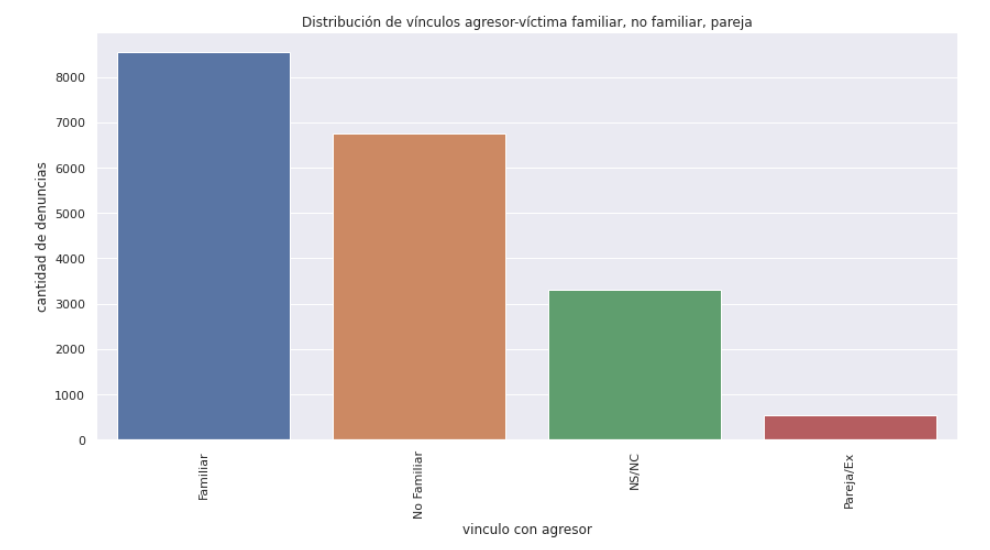 Distribución de vínculos agresor-víctima familiar, no familiar, pareja
cantidad de denuncias
8000
7000
6000
5000
4000
3000
2000
1000
0
Familiar
No Familiar
NS/NC
Pareja/Ex
vinculo con agresor